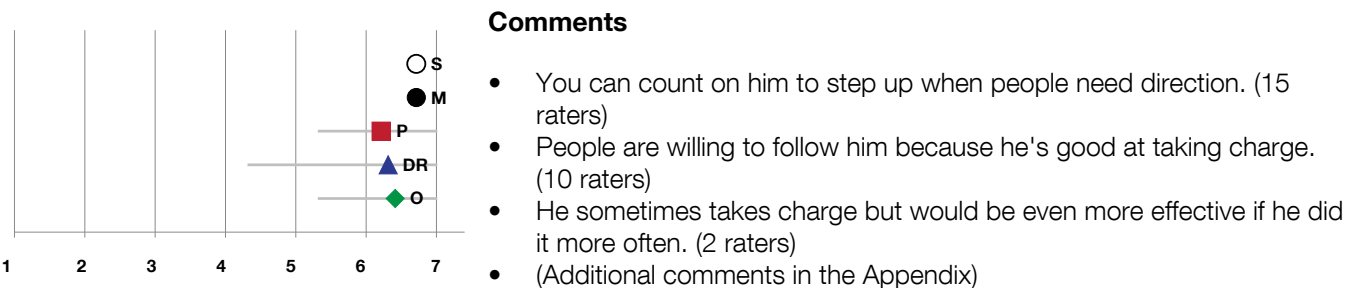 Comments
S
M
P
DR
O
1 2 3 4 5 6 7
• You can count on him to step up when people need direction. (15
raters)
• People are willing to follow him because he's good at taking charge.
(10 raters)
• He sometimes takes charge but would be even more effective if he did
it more often. (2 raters)
• (Additional comments in the Appendix)